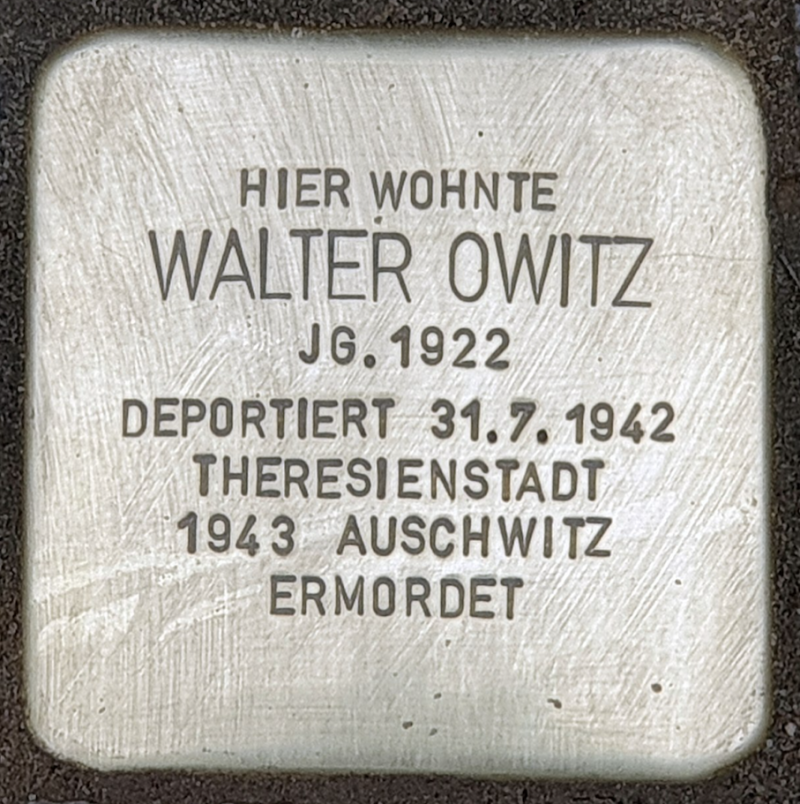 HIER WOHNTE
WALTER OWITZ
JG. 1922
DEPORTIERT 31.7.1942
THERESIENSTADT
1943 AUSCHWITZ
ERMORDET